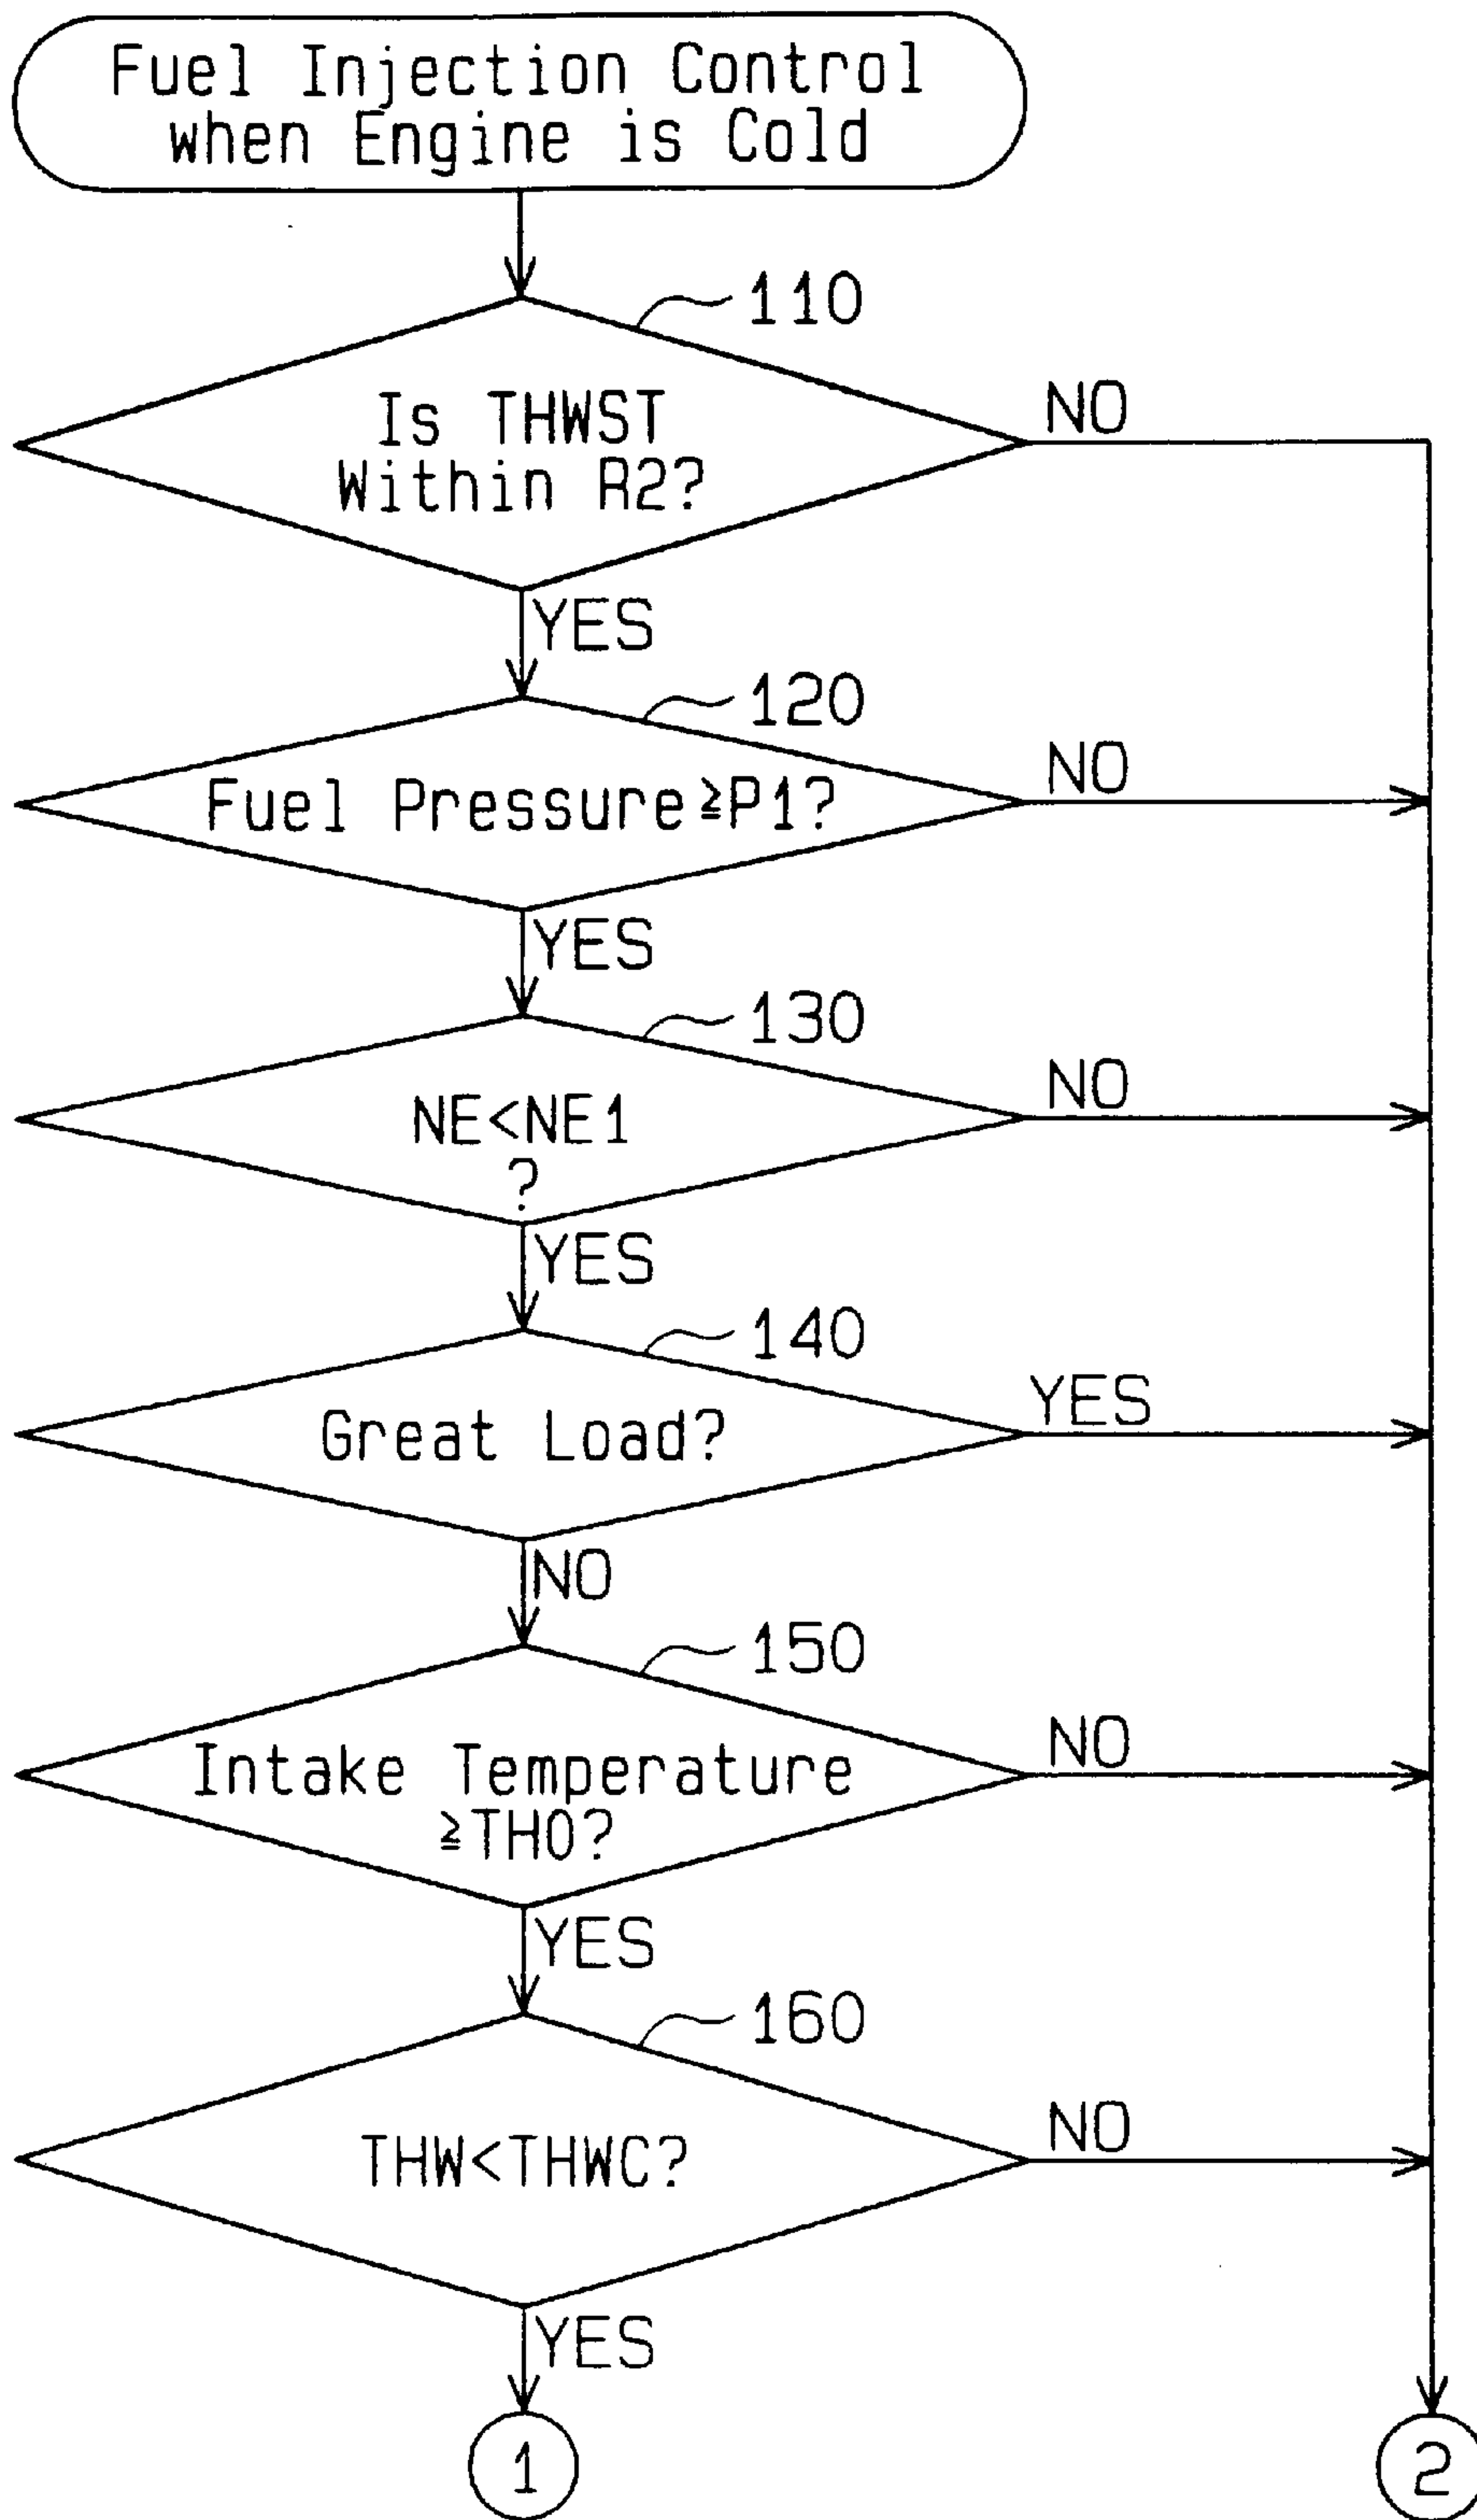 Fuel Injection Control
when Engine is Cold
110
Is THWST
Within R2?
NO
YES
120
Fuel Pressure≧P1?
NO
YES
130
NE<NE1
?
NO
YES
140
Great Load?
YES
NO
150
Intake Temperature
≧TH0?
NO
YES
160
THW<THWC?
NO
YES
1
2